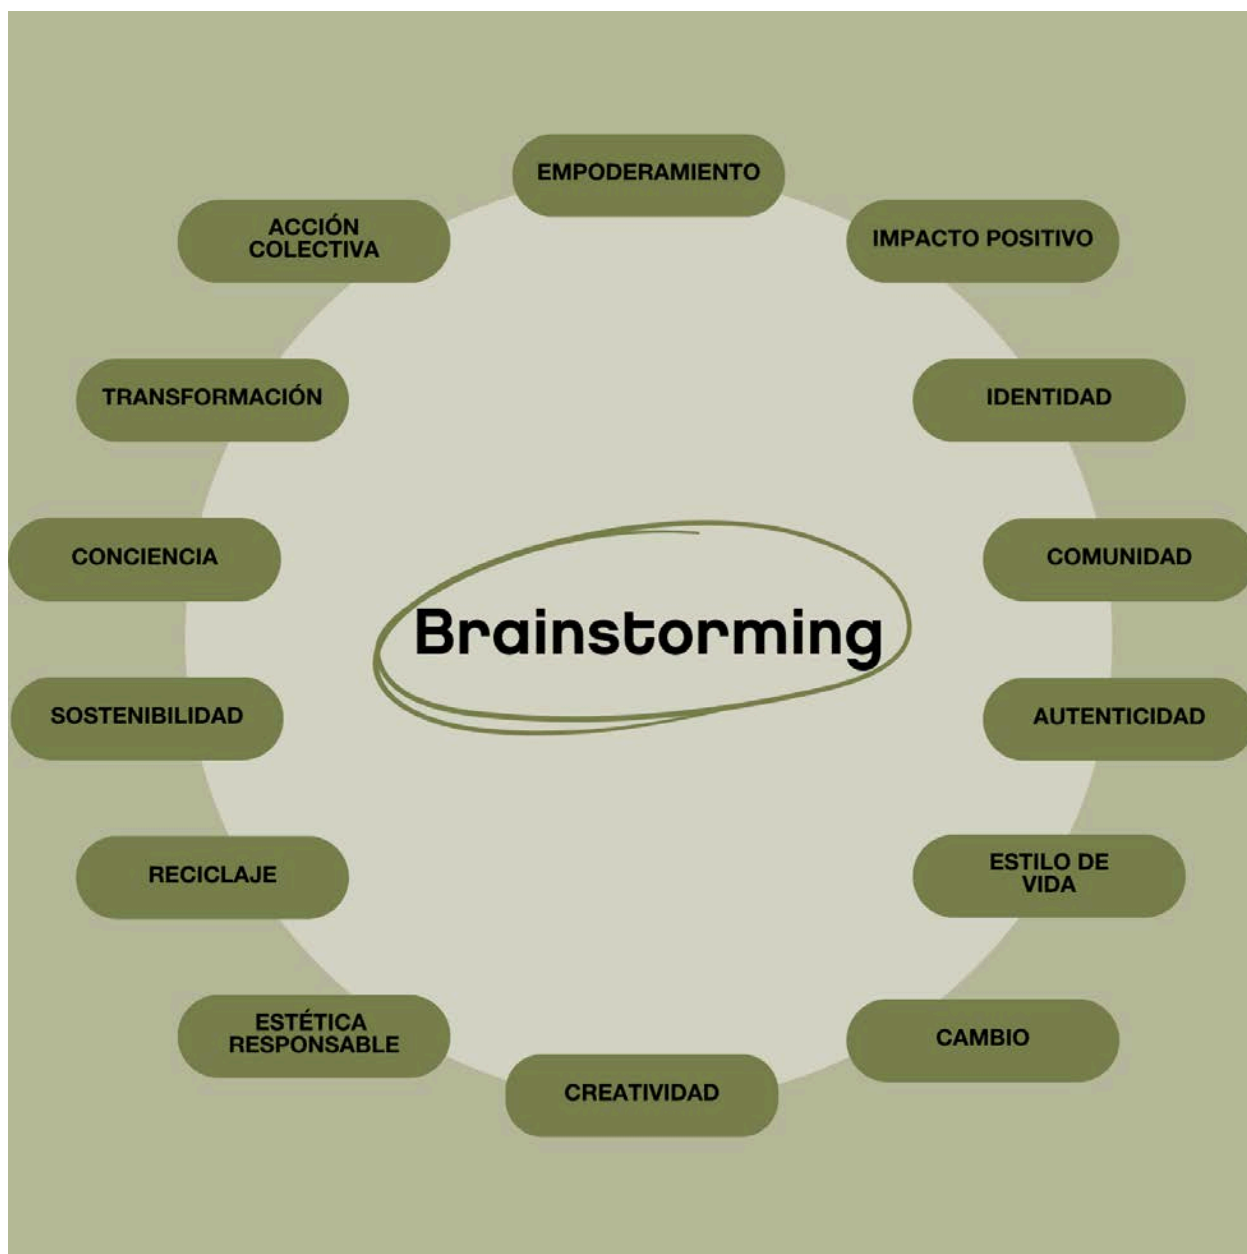 EMPODERAMIENTO
ACCIÓN
COLECTIVA
IMPACTO POSITIVO
TRANSFORMACIÓN
IDENTIDAD
CONCIENCIA
COMUNIDAD
Brainstorming
SOSTENIBILIDAD
AUTENTICIDAD
RECICLAJE
ESTILO DE
VIDA
ESTÉTICA
RESPONSABLE
CAMBIO
CREATIVIDAD